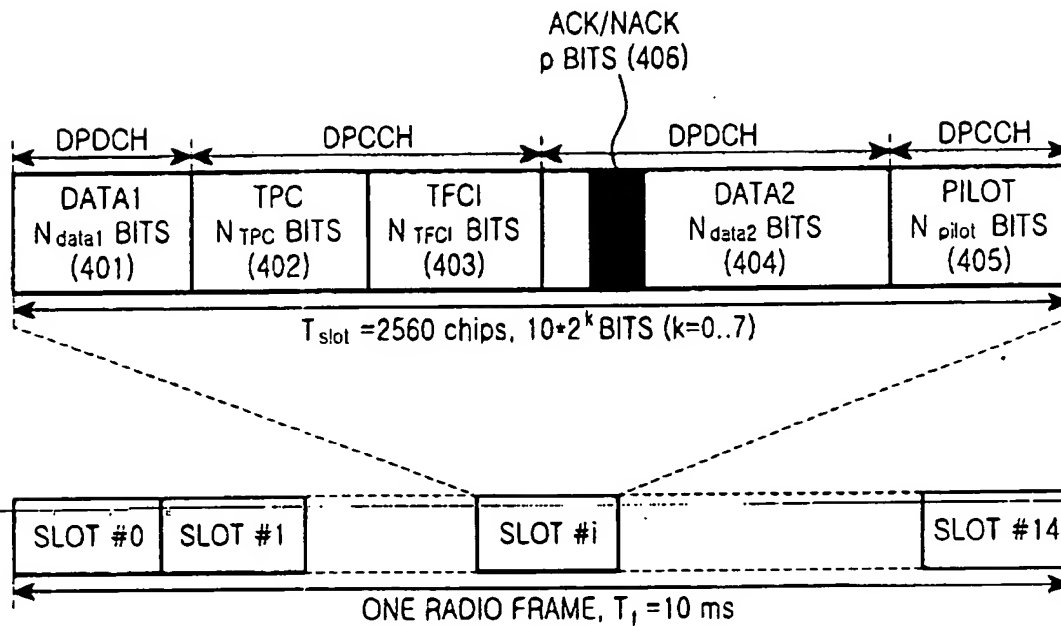 ACK/NACK
p BITS (406)
DPDCH
DPCCH
DPDCH
DPCCH
DATA1
N data1 BITS
(401)
TPC
N TPC BITS
(402)
TFCI
N TFCI BITS
(403)
DATA2
N data2 BITS
(404)
PILOT
N pilot BITS
(405)
T slot =2560 chips, 10*2^k BITS (k=0..7)
SLOT #0
SLOT #1
SLOT #i
SLOT #14
ONE RADIO FRAME, T f =10 ms